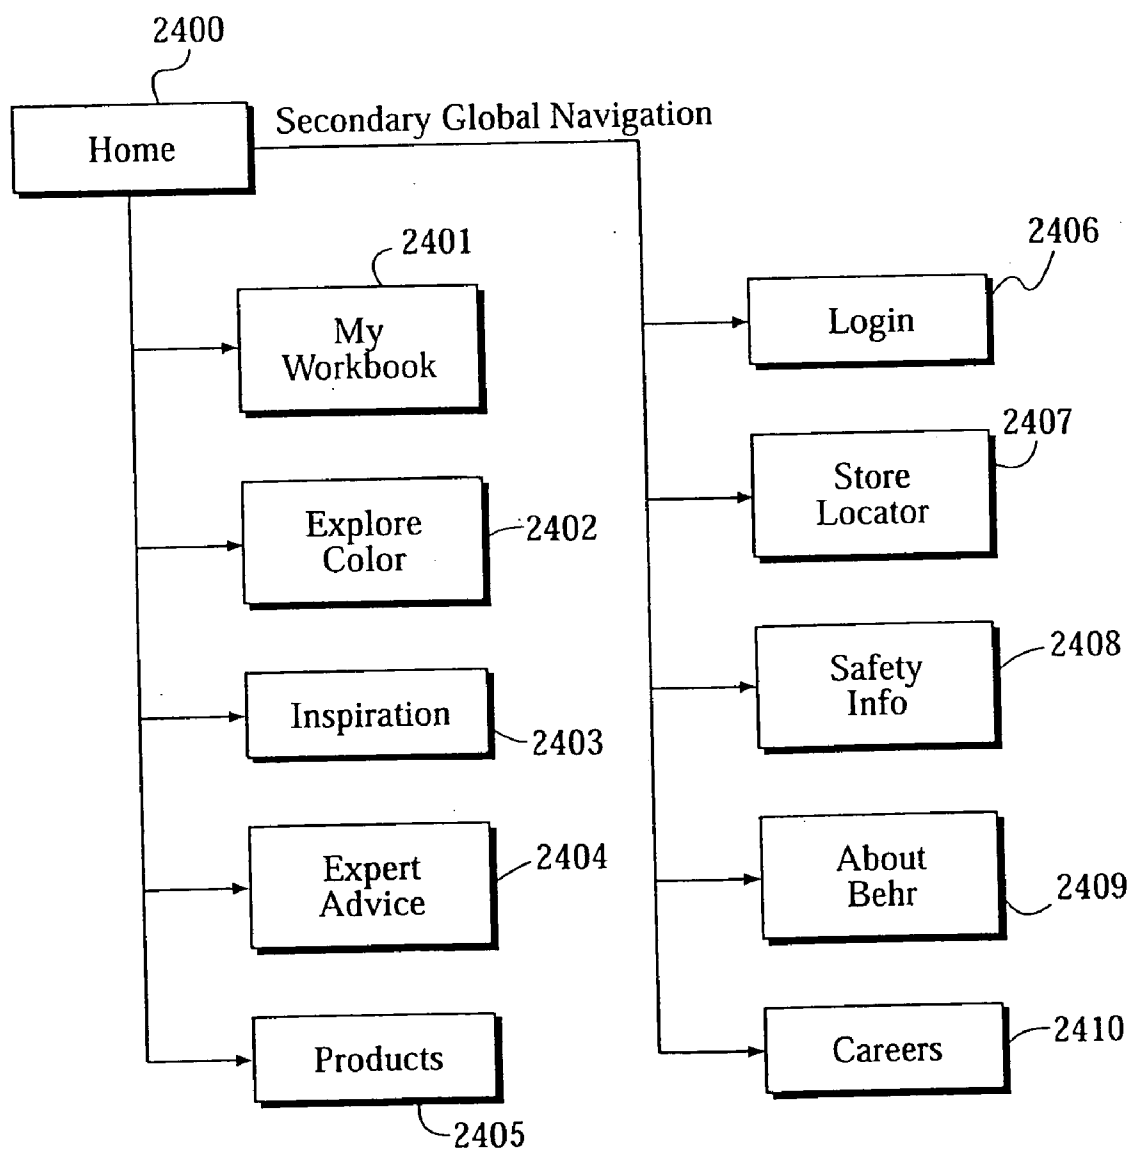 2400
Home
Secondary Global Navigation
2401
My
Workbook
Explore
Color
2402
Inspiration
2403
Expert
Advice
2404
Products
2405
2406
Login
2407
Store
Locator
2408
Safety
Info
About
Behr
2409
Careers
2410